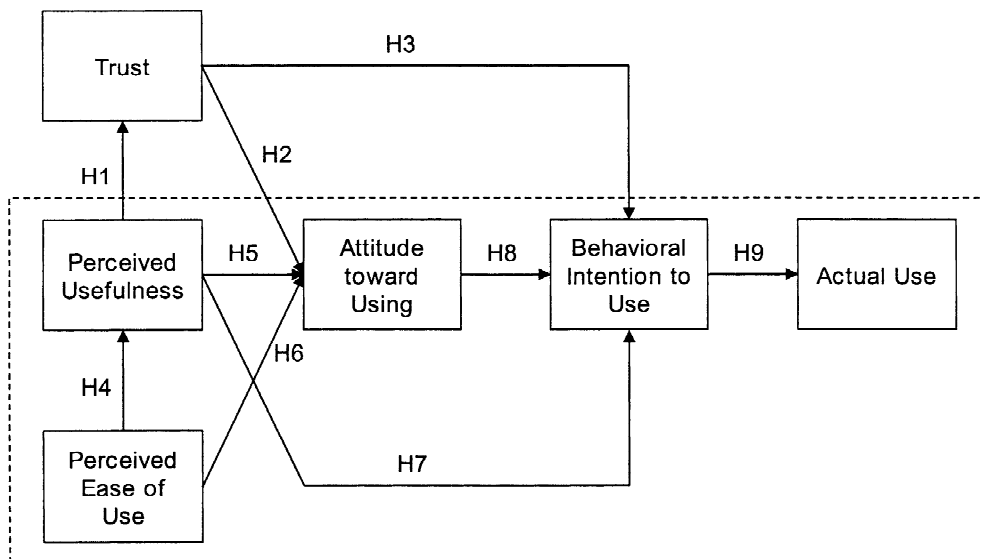 Trust
H3
H2
H1
Perceived
Usefulness
H5
Attitude
toward
Using
H8
Behavioral
Intention to
Use
H9
Actual Use
H6
H4
Perceived
Ease of
Use
H7